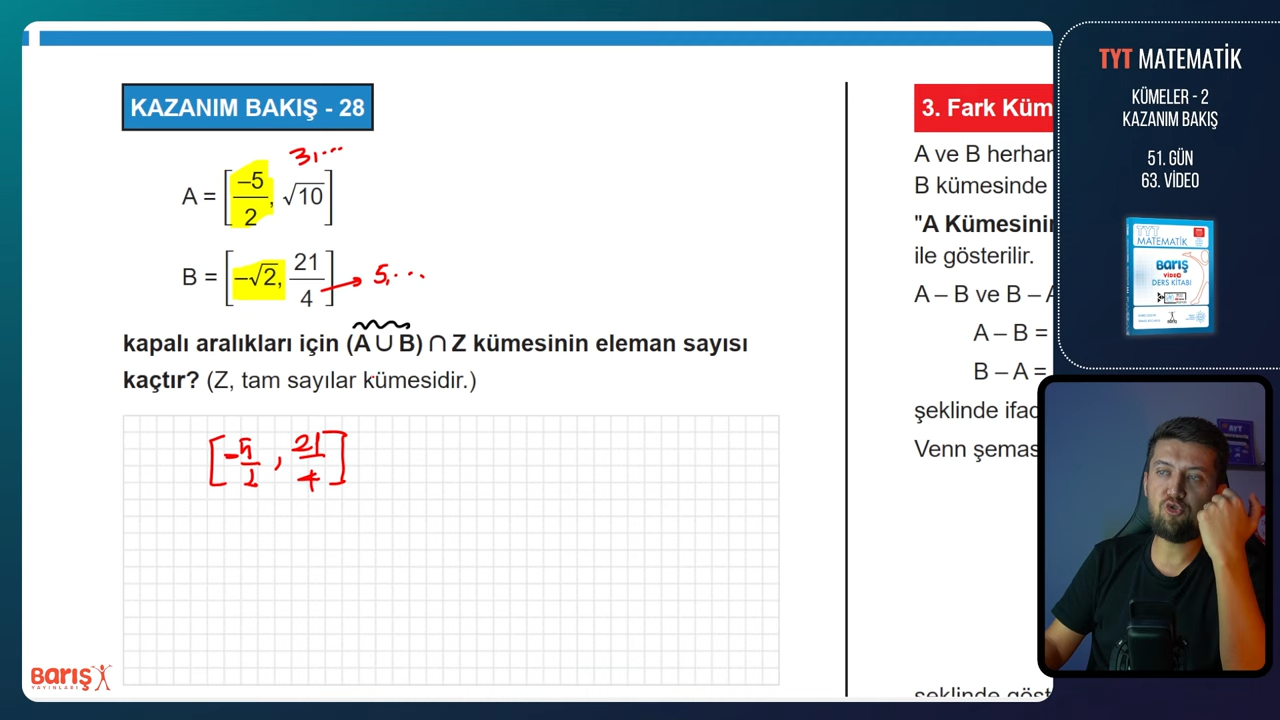 KAZANIM BAKIŞ - 28
3,...
A = [ –5/2 , √10 ]
B = [ –√2, 21/4 ] → 5,...
kapalı aralıkları için (A ∪ B) ∩ Z kümesinin eleman sayısı
kaçtır? (Z, tam sayılar kümesidir.)
[ -5/2 , 21/4 ]
BARIŞ
YAYINLARI
3. Fark Küm
A ve B herhar
B kümesinde
"A Kümesinin
ile gösterilir.
A – B ve B – A
A – B =
B – A =
şeklinde ifad
Venn şemas
şeklinde göst
TYT MATEMATİK
KÜMELER - 2
KAZANIM BAKIŞ
51. GÜN
63. VİDEO
TYT
MATEMATİK
BARIŞ
VİDEO
DERS KİTABI